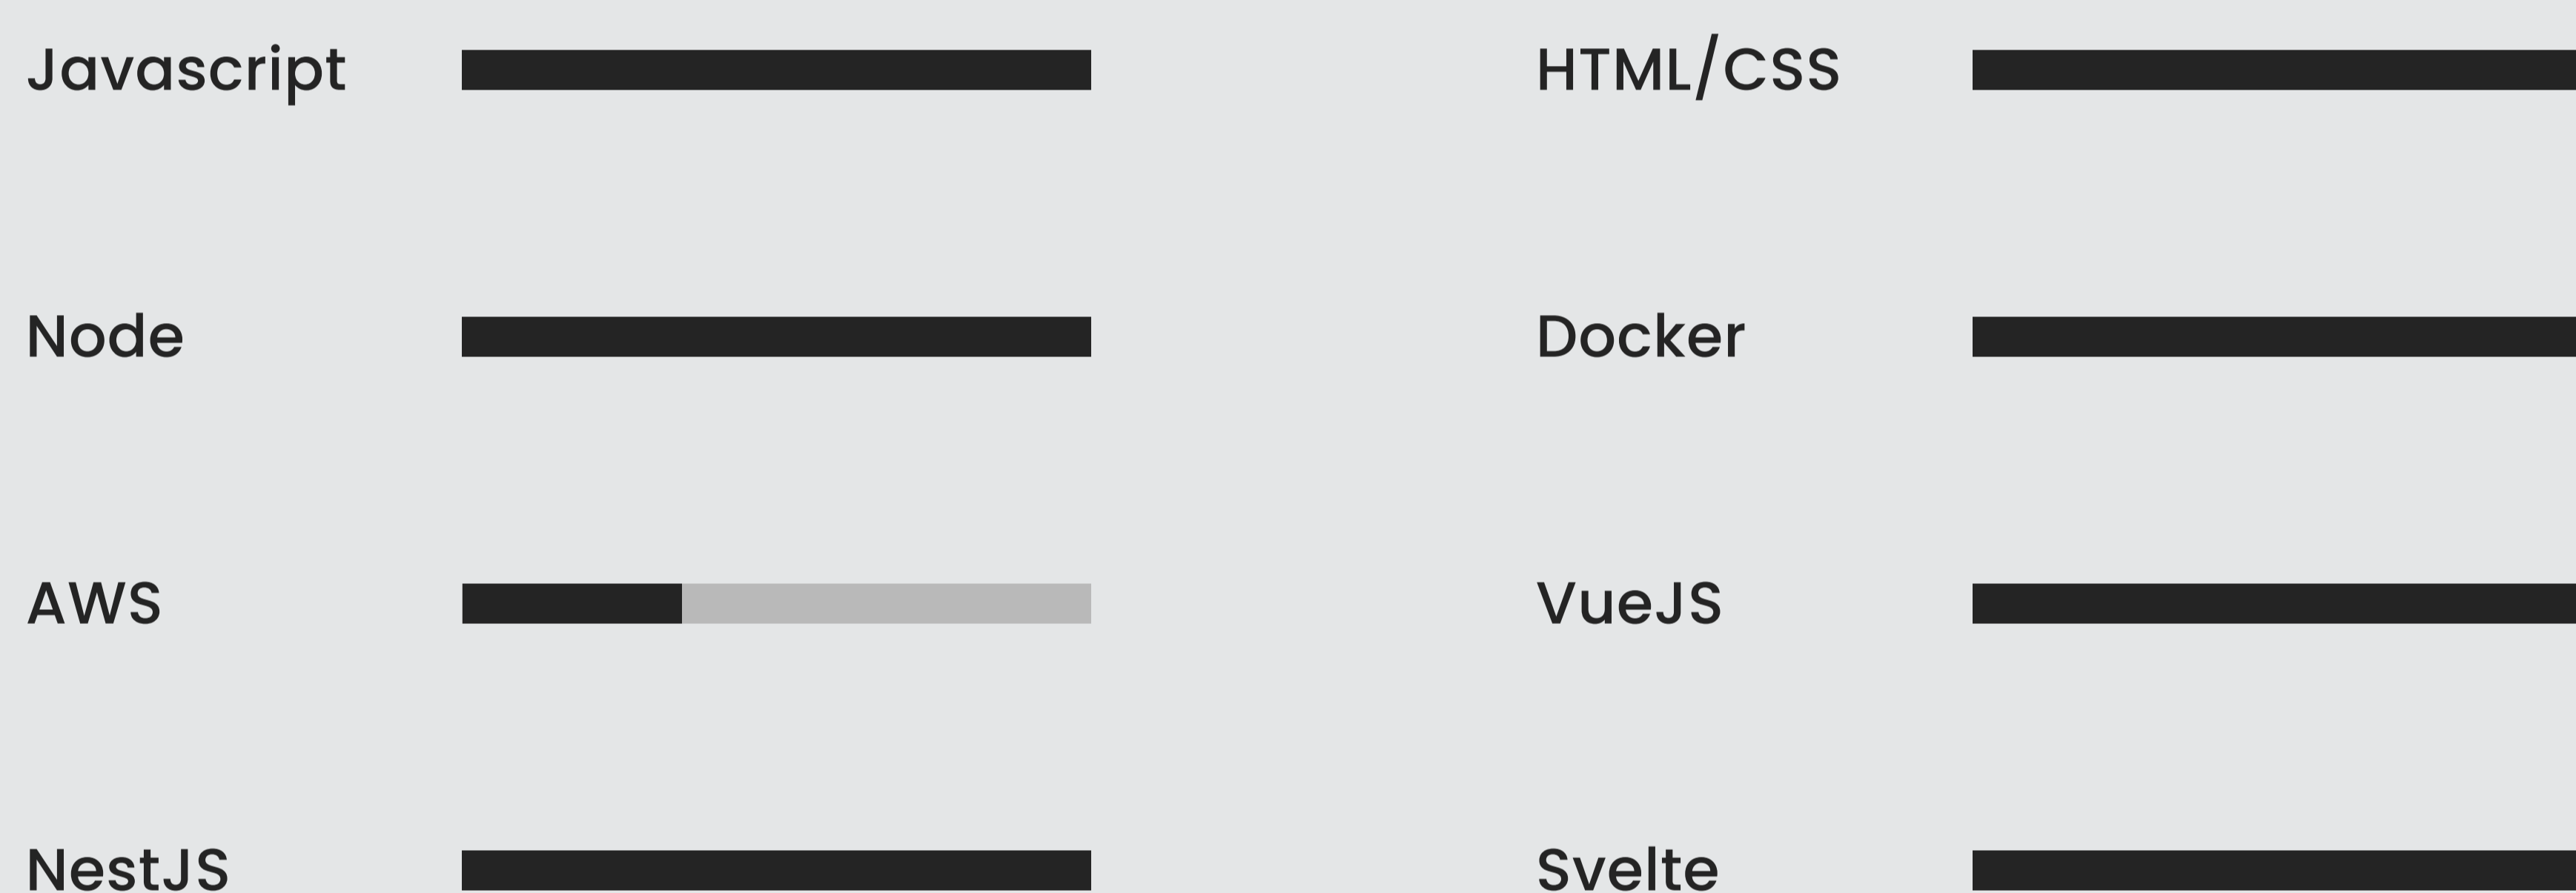 Javascript
HTML/CSS
Node
Docker
AWS
VueJS
NestJS
Svelte